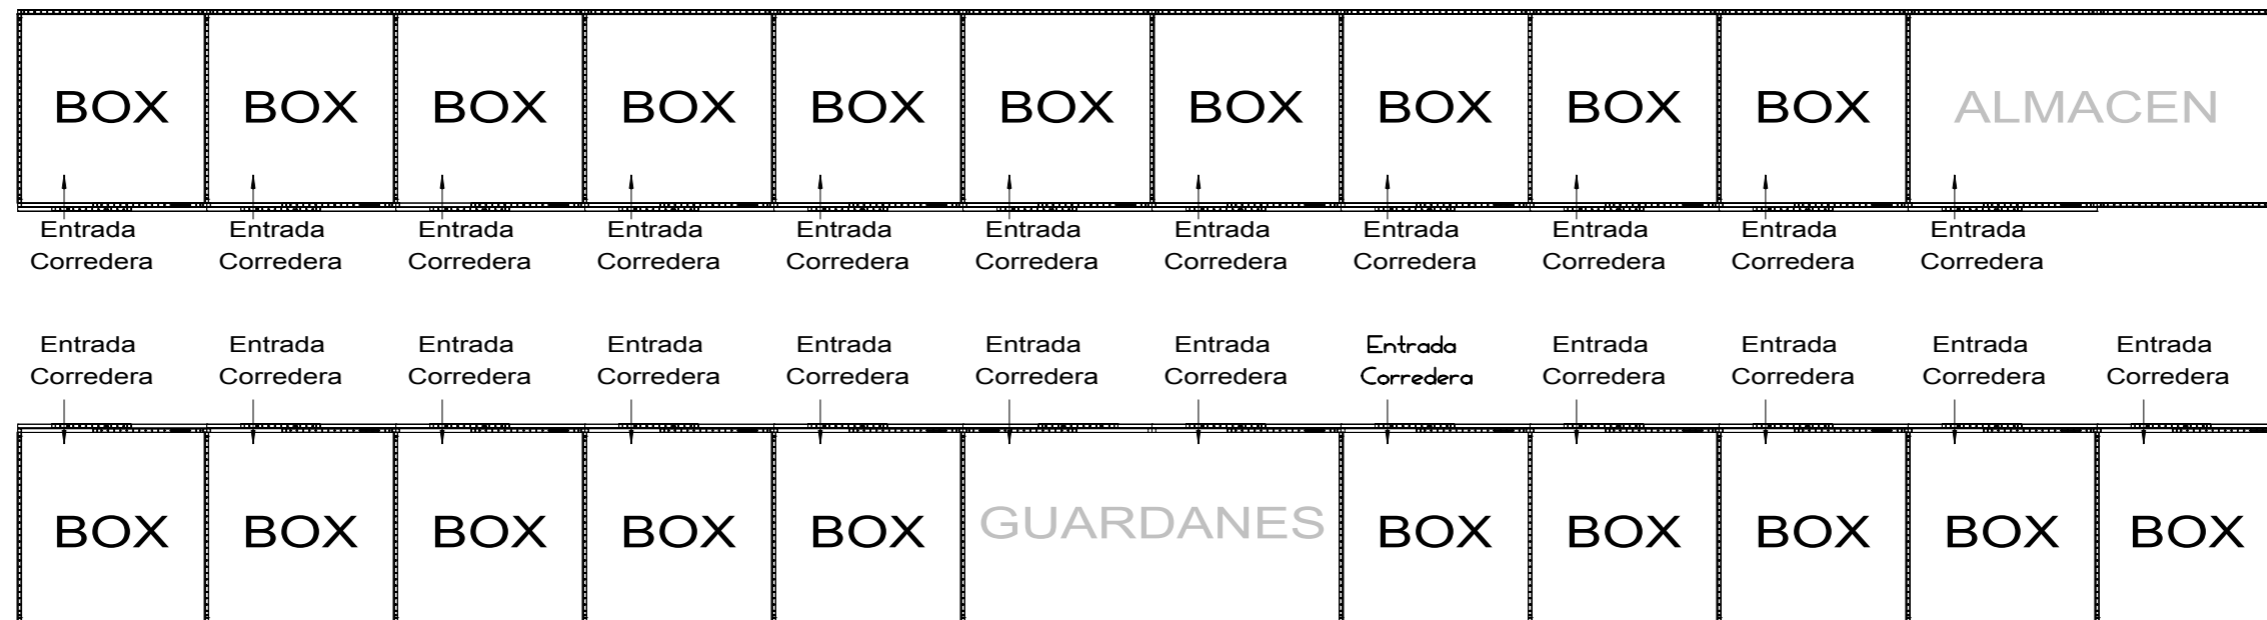 BOX BOX BOX BOX BOX BOX BOX BOX BOX BOX ALMACEN
Entrada Entrada Entrada Entrada Entrada Entrada Entrada Entrada Entrada Entrada Entrada
Corredera Corredera Corredera Corredera Corredera Corredera Corredera Corredera Corredera Corredera Corredera
Entrada Entrada Entrada Entrada Entrada Entrada Entrada Entrada Entrada Entrada Entrada Entrada
Corredera Corredera Corredera Corredera Corredera Corredera Corredera Corredera Corredera Corredera Corredera Corredera
BOX BOX BOX BOX BOX GUARDANES BOX BOX BOX BOX BOX